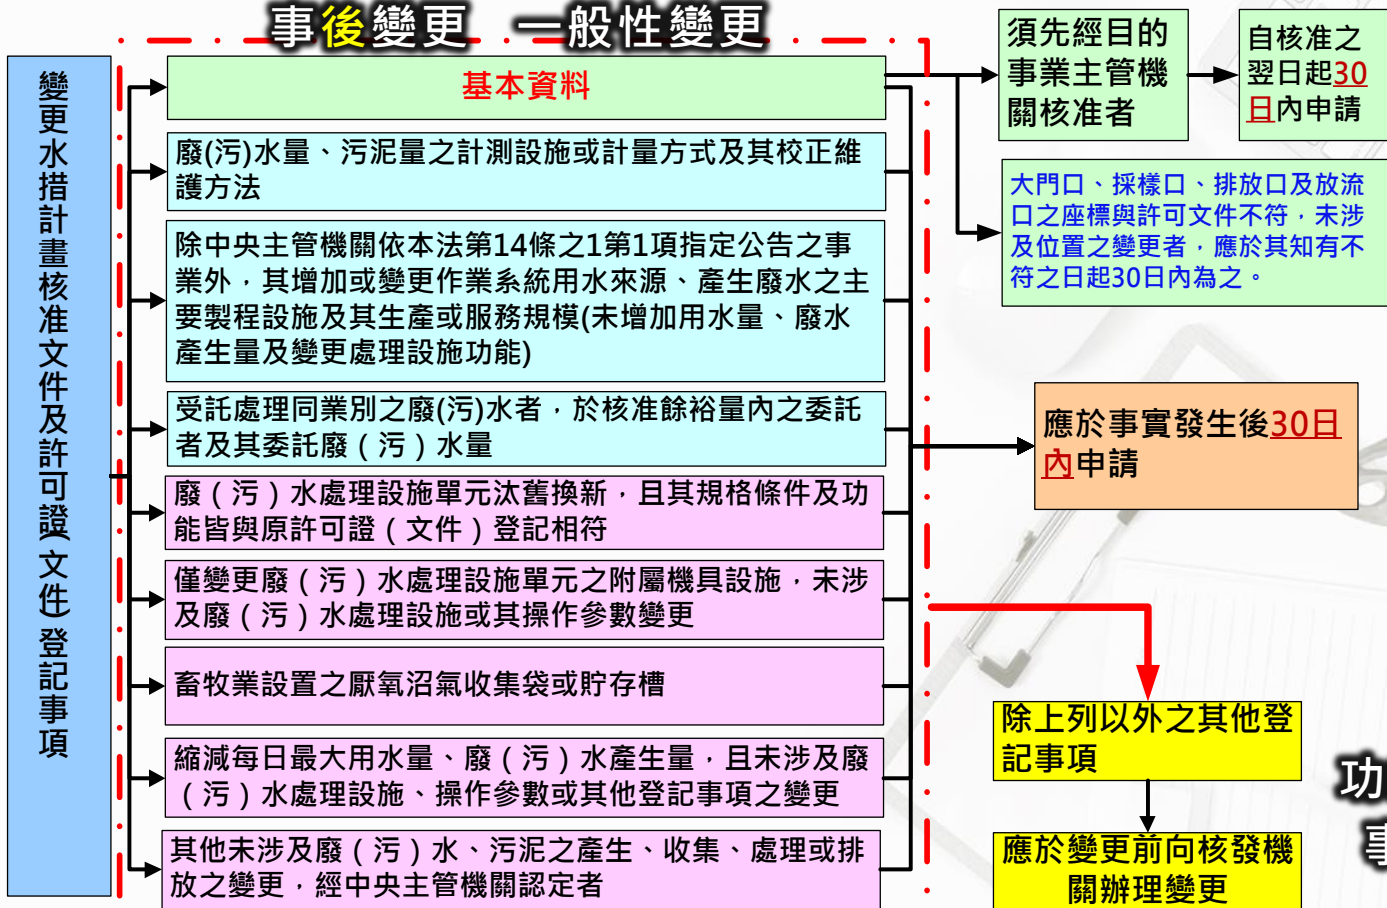 事後變更 一般性變更
變更水措計畫核准文件及許可證(文件)登記事項
基本資料
廢(污)水量、污泥量之計測設施或計量方式及其校正維
護方法
除中央主管機關依本法第14條之1第1項指定公告之事
業外，其增加或變更作業系統用水來源、產生廢水之主
要製程設施及其生產或服務規模(未增加用水量、廢水
產生量及變更處理設施功能)
受託處理同業別之廢(污)水者，於核准餘裕量內之委託
者及其委託廢（污）水量
廢（污）水處理設施單元汰舊換新，且其規格條件及功
能皆與原許可證（文件）登記相符
僅變更廢（污）水處理設施單元之附屬機具設施，未涉
及廢（污）水處理設施或其操作參數變更
畜牧業設置之厭氧沼氣收集袋或貯存槽
縮減每日最大用水量、廢（污）水產生量，且未涉及廢
（污）水處理設施、操作參數或其他登記事項之變更
其他未涉及廢（污）水、污泥之產生、收集、處理或排
放之變更，經中央主管機關認定者
須先經目的
事業主管機
關核准者
自核准之
翌日起30
日內申請
大門口、採樣口、排放口及放流
口之座標與許可文件不符，未涉
及位置之變更者，應於其知有不
符之日起30日內為之。
應於事實發生後30日
內申請
除上列以外之其他登
記事項
應於變更前向核發機
關辦理變更
功
事